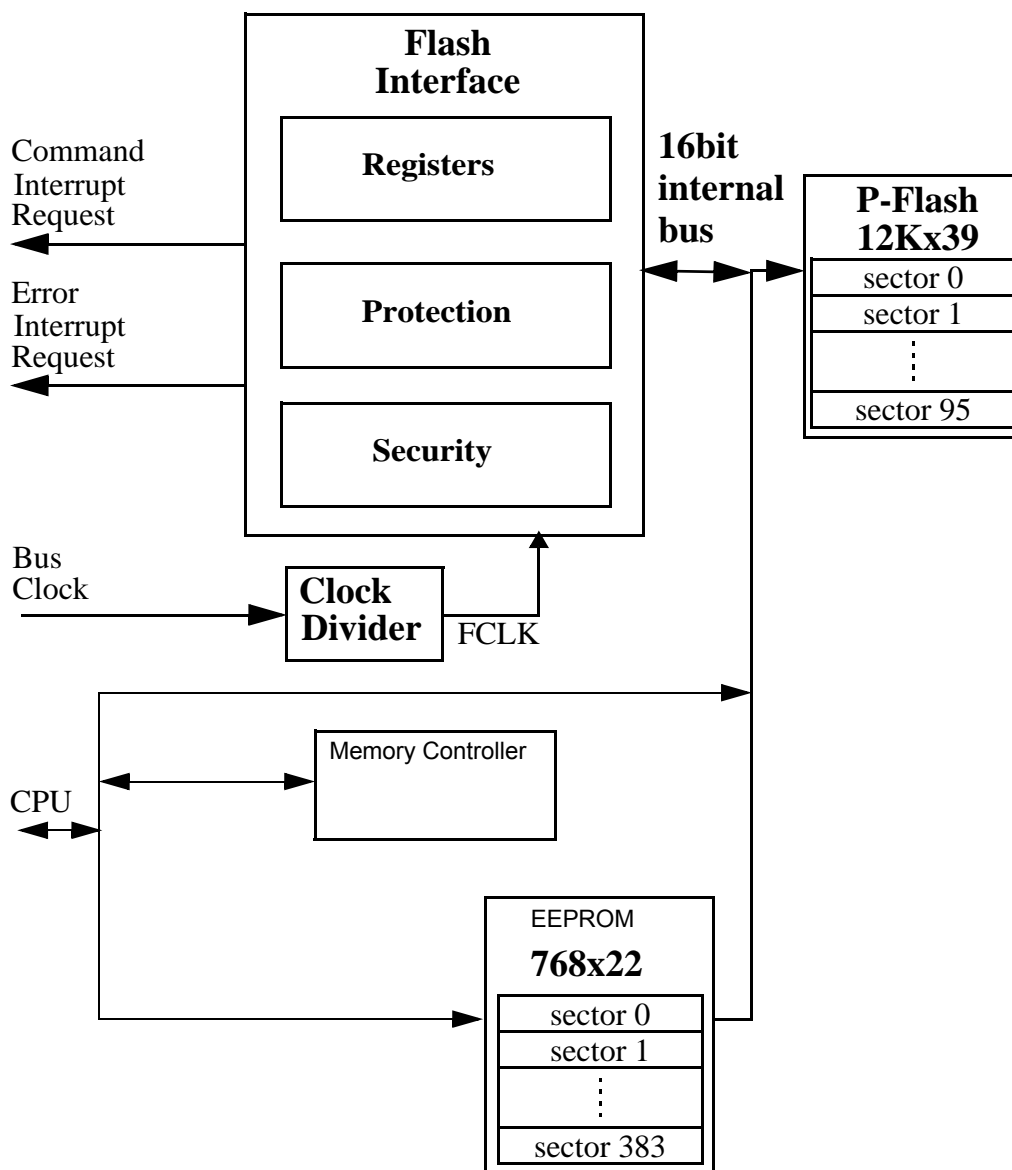 Flash
Interface
Registers
Protection
Security
Command
Interrupt
Request
Error
Interrupt
Request
16bit
internal
bus
P-Flash
12Kx39
sector 0
sector 1
sector 95
Bus
Clock
Clock
Divider
FCLK
Memory Controller
CPU
EEPROM
768x22
sector 0
sector 1
sector 383